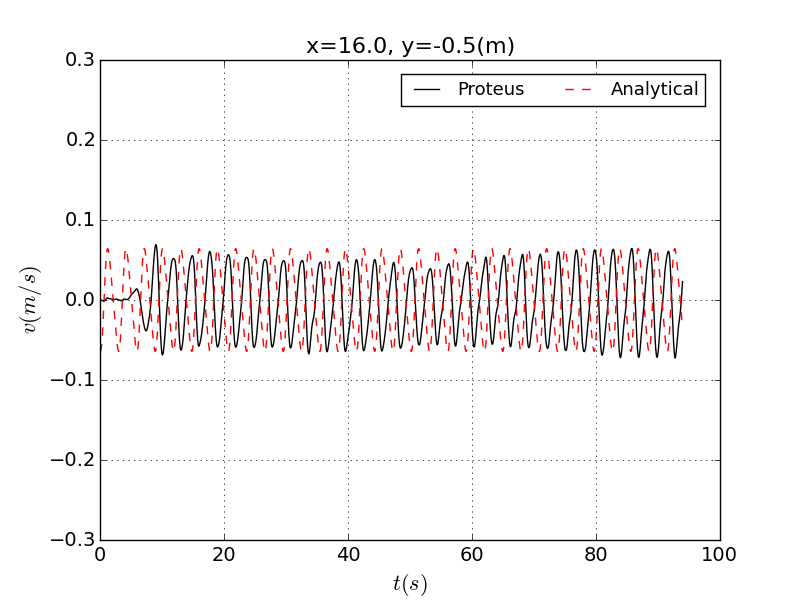 x=16.0, y=-0.5(m)
Proteus
Analytical
0.3
0.2
0.1
0.0
−0.1
−0.2
−0.3
v(m/s)
0 20 40 60 80 100
t(s)